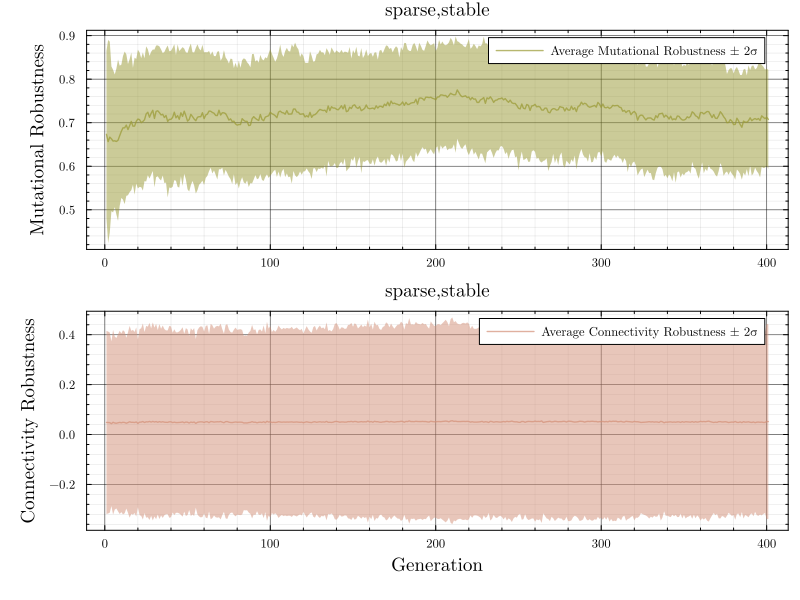 sparse,stable
Mutational Robustness
0.9
0.8
0.7
0.6
0.5
Average Mutational Robustness ± 2σ
0 100 200 300 400
sparse,stable
Connectivity Robustness
0.4
0.2
0.0
−0.2
Average Connectivity Robustness ± 2σ
0 100 200 300 400
Generation